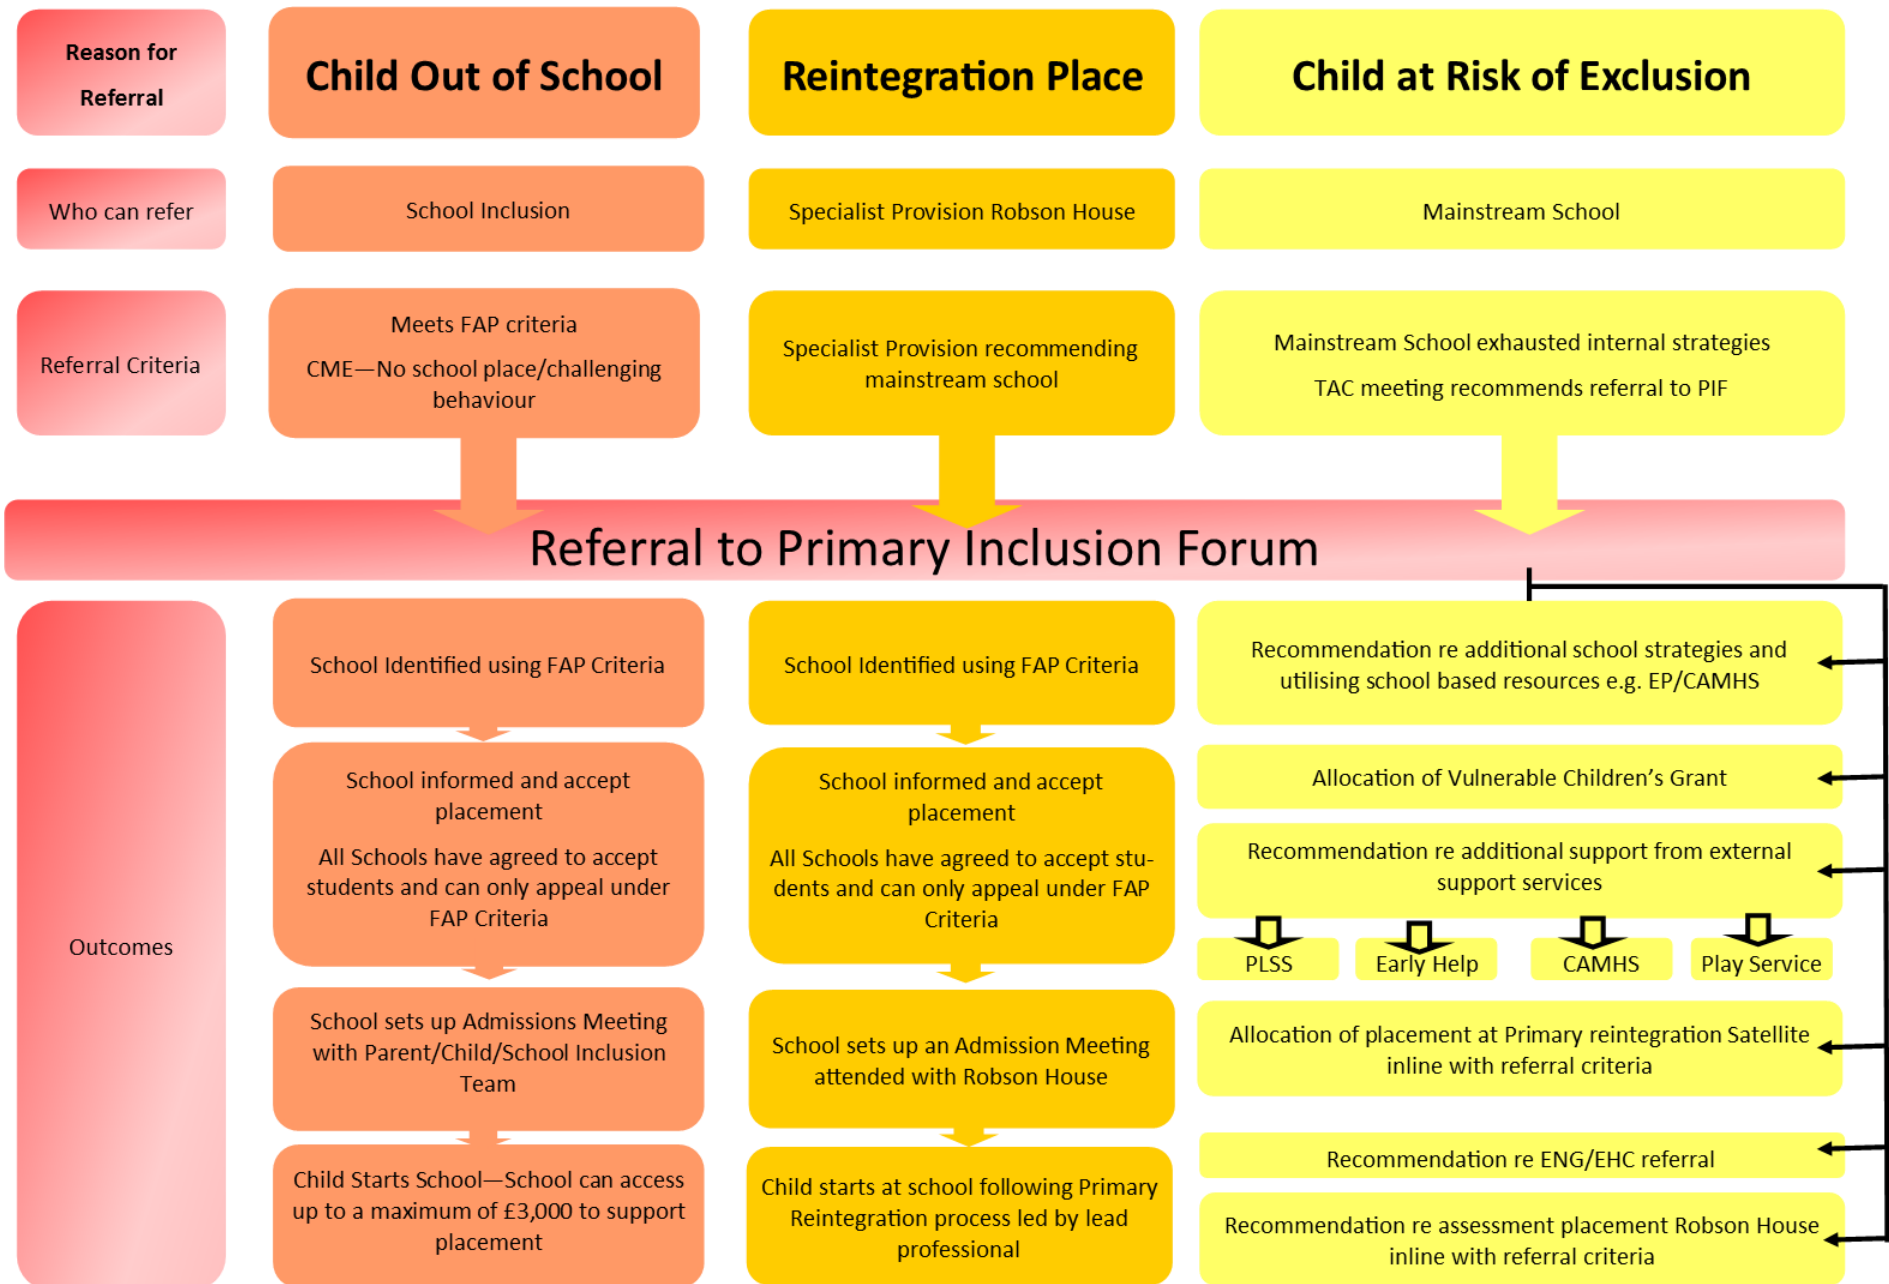 Reason for
Referral
Child Out of School
Reintegration Place
Child at Risk of Exclusion
Who can refer
School Inclusion
Specialist Provision Robson House
Mainstream School
Referral Criteria
Meets FAP criteria
CME—No school place/challenging
behaviour
Specialist Provision recommending
mainstream school
Mainstream School exhausted internal strategies
TAC meeting recommends referral to PIF
Referral to Primary Inclusion Forum
Outcomes
School Identified using FAP Criteria
School informed and accept
placement
All Schools have agreed to accept
students and can only appeal under
FAP Criteria
School sets up Admissions Meeting
with Parent/Child/School Inclusion
Team
Child Starts School—School can access
up to a maximum of £3,000 to support
placement
School Identified using FAP Criteria
School informed and accept
placement
All Schools have agreed to accept stu-
dents and can only appeal under FAP
Criteria
School sets up an Admission Meeting
attended with Robson House
Child starts at school following Primary
Reintegration process led by lead
professional
Recommendation re additional school strategies and
utilising school based resources e.g. EP/CAMHS
Allocation of Vulnerable Children's Grant
Recommendation re additional support from external
support services
PLSS
Early Help
CAMHS
Play Service
Allocation of placement at Primary reintegration Satellite
inline with referral criteria
Recommendation re ENG/EHC referral
Recommendation re assessment placement Robson House
inline with referral criteria